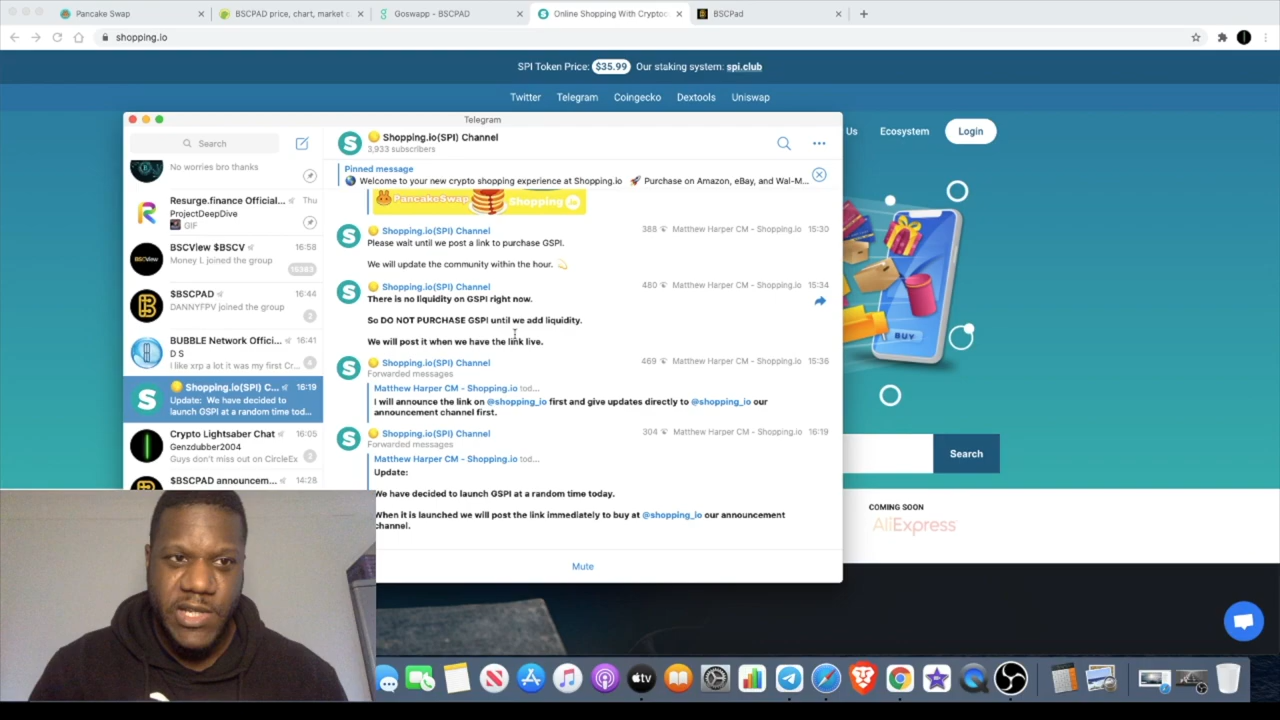 Pancake Swap
BSCPAD price, chart, market c
Goswapp - BSCPAD
Online Shopping With Cryptoc
BSCPad
shopping.io
SPI Token Price: $35.99 Our staking system: spi.club
Twitter Telegram Coingecko Dextools Uniswap
Us Ecosystem Login
Telegram
Search
No worries bro thanks
Resurge.finance Official... Thu
ProjectDeepDive
GIF
BSCView $BSCV 16:58
Money L joined the group
15383
$BSCPAD 16:44
DANNYFPV joined the group
2
BUBBLE Network Offici... 16:41
D S
I like xrp a lot it was my first Cr...
4
Shopping.io(SPI) C... 16:19
Update: We have decided to
launch GSPI at a random time tod...
Crypto Lightsaber Chat 16:05
Genzdubber2004
Guys don't miss out on CircleEx
2
$BSCPAD announcem... 14:28
Shopping.io(SPI) Channel
3,933 subscribers
Pinned message
Welcome to your new crypto shopping experience at Shopping.io Purchase on Amazon, eBay, and Wal-M...
PancakeSwap Shopping.io
Shopping.io(SPI) Channel 388 Matthew Harper CM - Shopping.io 15:30
Please wait until we post a link to purchase GSPI.
We will update the community within the hour.
Shopping.io(SPI) Channel 480 Matthew Harper CM - Shopping.io 15:34
There is no liquidity on GSPI right now.
So DO NOT PURCHASE GSPI until we add liquidity.
We will post it when we have the link live.
Shopping.io(SPI) Channel 469 Matthew Harper CM - Shopping.io 15:36
Forwarded messages
Matthew Harper CM - Shopping.io tod...
I will announce the link on @shopping_io first and give updates directly to @shopping_io our
announcement channel first.
Shopping.io(SPI) Channel 304 Matthew Harper CM - Shopping.io 16:19
Forwarded messages
Matthew Harper CM - Shopping.io tod...
Update:
We have decided to launch GSPI at a random time today.
When it is launched we will post the link immediately to buy at @shopping_io our announcement
channel.
Mute
BUY
Search
COMING SOON
AliExpress
tv